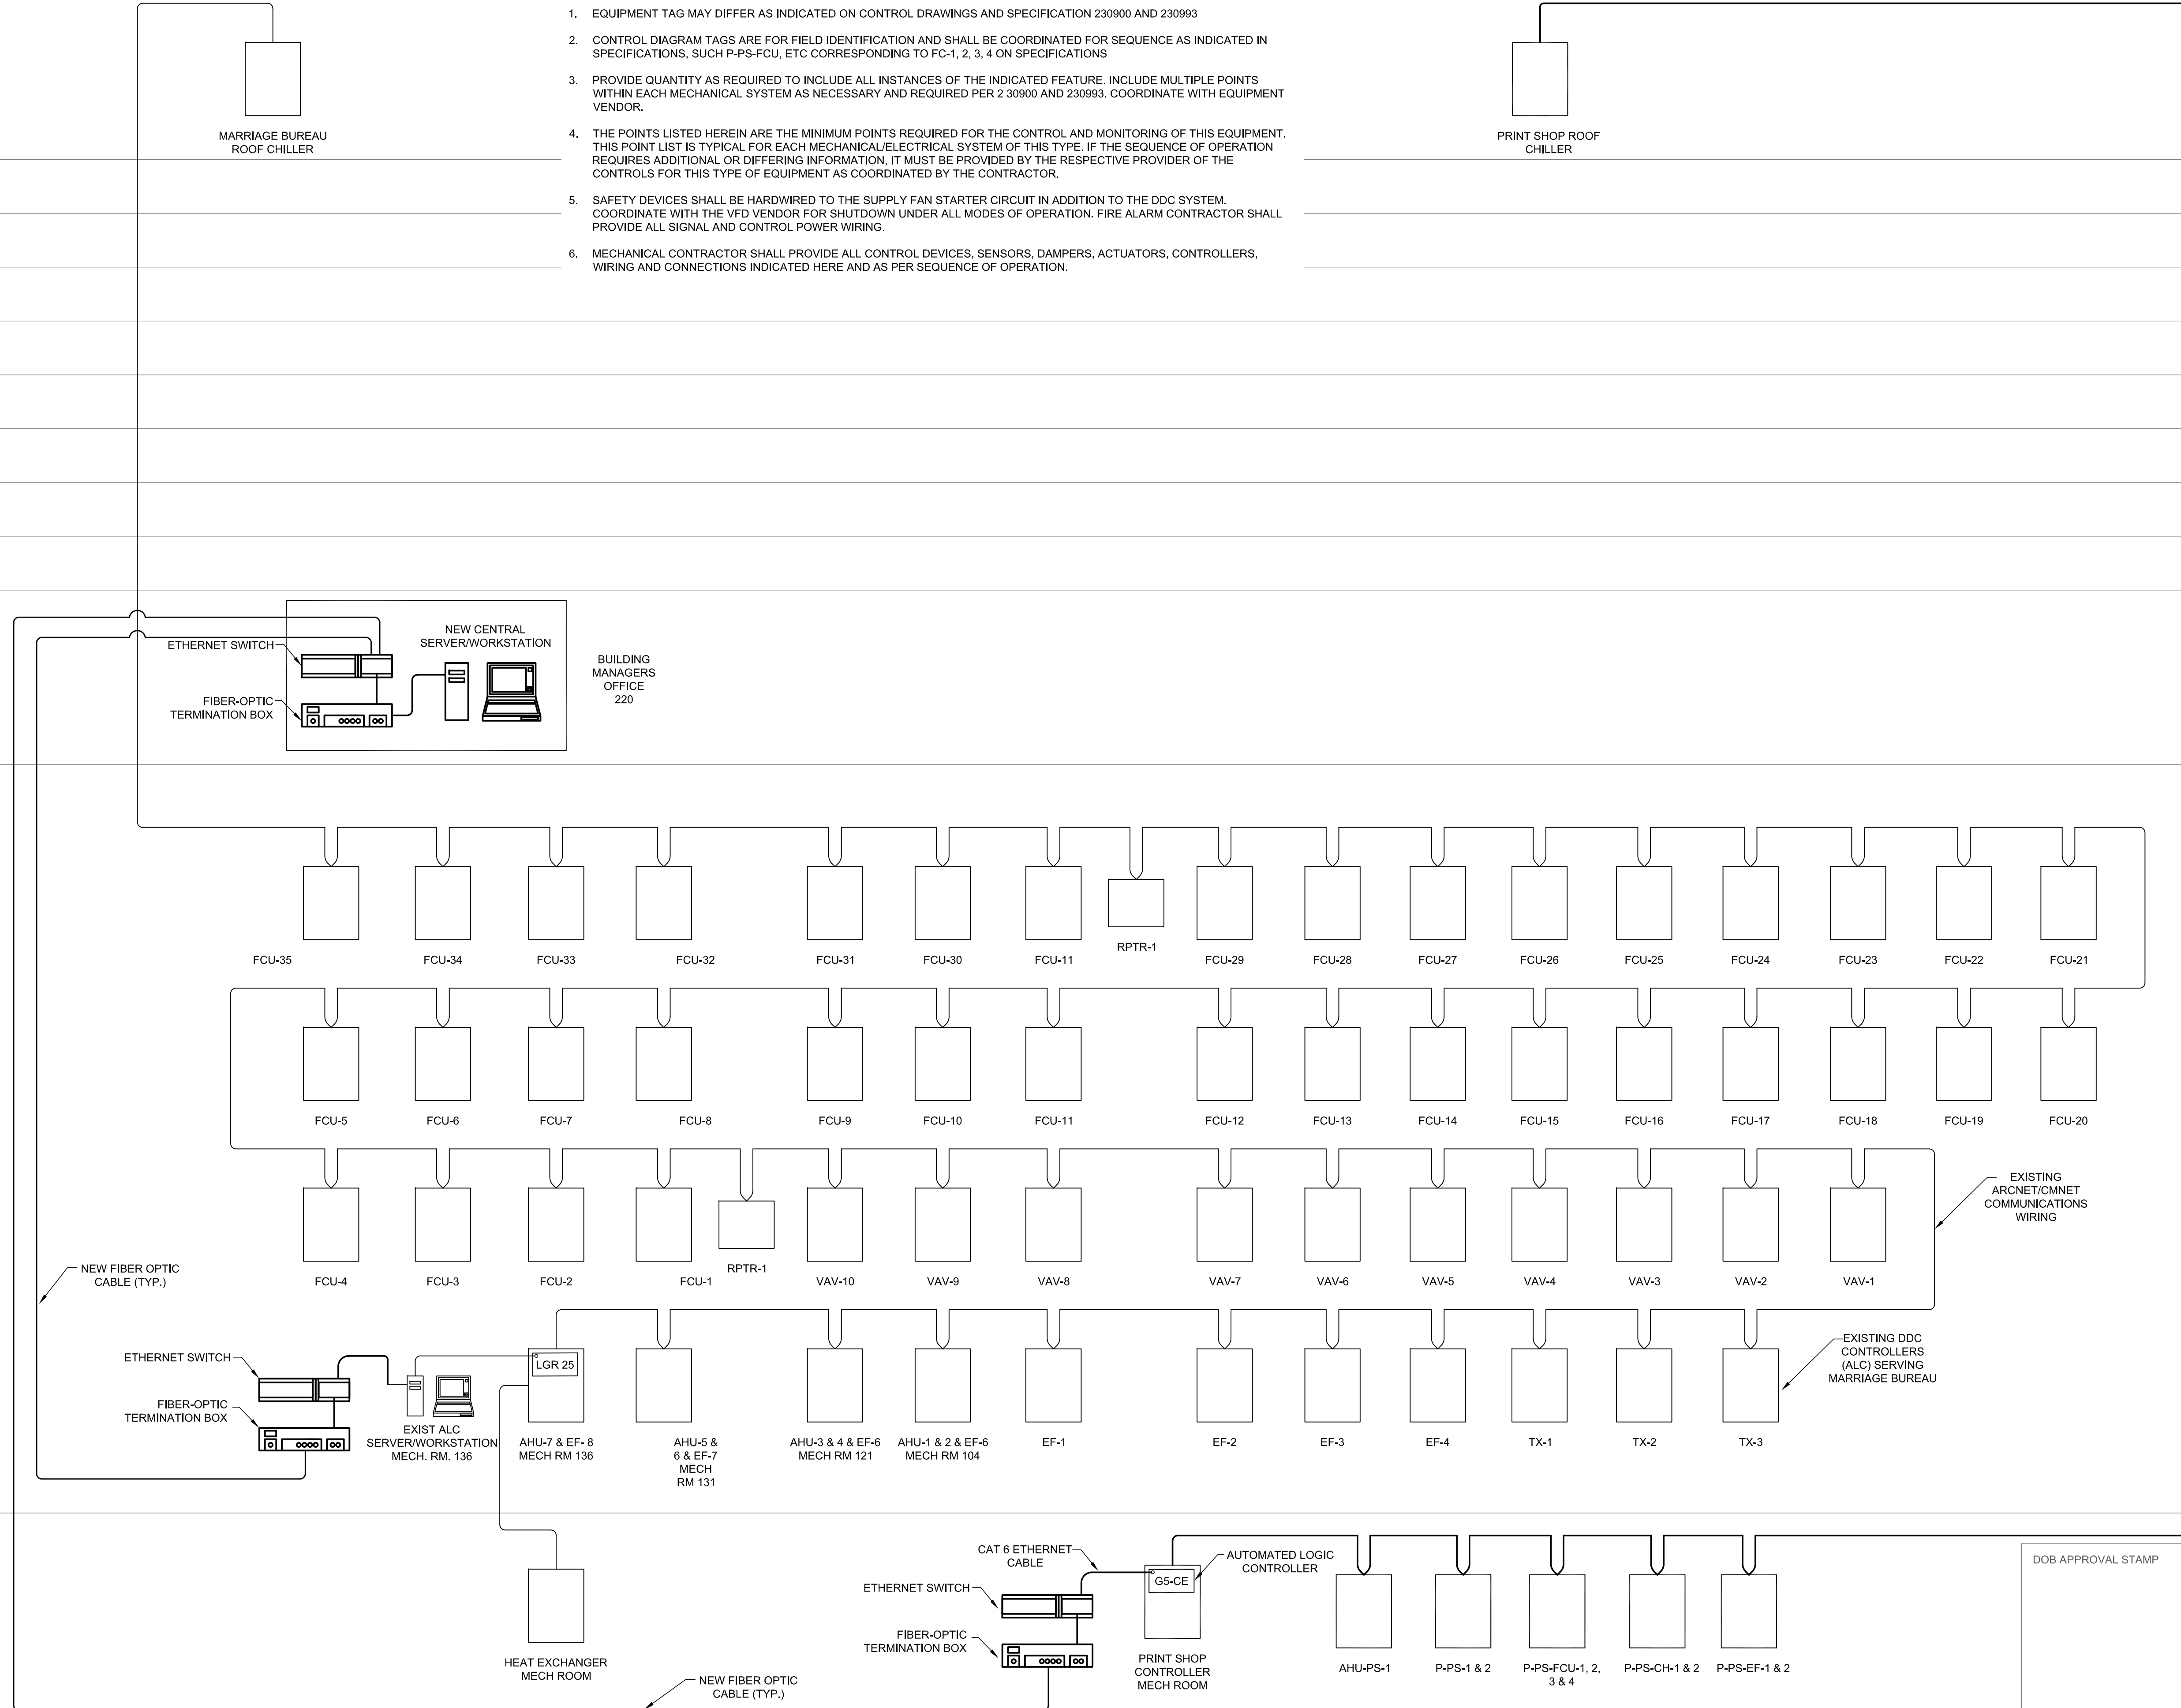 1. EQUIPMENT TAG MAY DIFFER AS INDICATED ON CONTROL DRAWINGS AND SPECIFICATION 230900 AND 230993
2. CONTROL DIAGRAM TAGS ARE FOR FIELD IDENTIFICATION AND SHALL BE COORDINATED FOR SEQUENCE AS INDICATED IN
SPECIFICATIONS, SUCH P-PS-FCU, ETC CORRESPONDING TO FC-1, 2, 3, 4 ON SPECIFICATIONS
3. PROVIDE QUANTITY AS REQUIRED TO INCLUDE ALL INSTANCES OF THE INDICATED FEATURE. INCLUDE MULTIPLE POINTS
WITHIN EACH MECHANICAL SYSTEM AS NECESSARY AND REQUIRED PER 2 30900 AND 230993. COORDINATE WITH EQUIPMENT
VENDOR.
4. THE POINTS LISTED HEREIN ARE THE MINIMUM POINTS REQUIRED FOR THE CONTROL AND MONITORING OF THIS EQUIPMENT.
THIS POINT LIST IS TYPICAL FOR EACH MECHANICAL/ELECTRICAL SYSTEM OF THIS TYPE. IF THE SEQUENCE OF OPERATION
REQUIRES ADDITIONAL OR DIFFERING INFORMATION, IT MUST BE PROVIDED BY THE RESPECTIVE PROVIDER OF THE
CONTROLS FOR THIS TYPE OF EQUIPMENT AS COORDINATED BY THE CONTRACTOR.
5. SAFETY DEVICES SHALL BE HARDWIRED TO THE SUPPLY FAN STARTER CIRCUIT IN ADDITION TO THE DDC SYSTEM.
COORDINATE WITH THE VFD VENDOR FOR SHUTDOWN UNDER ALL MODES OF OPERATION. FIRE ALARM CONTRACTOR SHALL
PROVIDE ALL SIGNAL AND CONTROL POWER WIRING.
6. MECHANICAL CONTRACTOR SHALL PROVIDE ALL CONTROL DEVICES, SENSORS, DAMPERS, ACTUATORS, CONTROLLERS,
WIRING AND CONNECTIONS INDICATED HERE AND AS PER SEQUENCE OF OPERATION.
MARRIAGE BUREAU
ROOF CHILLER
PRINT SHOP ROOF
CHILLER
ETHERNET SWITCH
FIBER-OPTIC
TERMINATION BOX
NEW CENTRAL
SERVER/WORKSTATION
BUILDING
MANAGERS
OFFICE
220
FCU-35
FCU-34
FCU-33
FCU-32
FCU-31
FCU-30
FCU-11
RPTR-1
FCU-29
FCU-28
FCU-27
FCU-26
FCU-25
FCU-24
FCU-23
FCU-22
FCU-21
FCU-5
FCU-6
FCU-7
FCU-8
FCU-9
FCU-10
FCU-11
FCU-12
FCU-13
FCU-14
FCU-15
FCU-16
FCU-17
FCU-18
FCU-19
FCU-20
FCU-4
FCU-3
FCU-2
FCU-1
RPTR-1
VAV-10
VAV-9
VAV-8
VAV-7
VAV-6
VAV-5
VAV-4
VAV-3
VAV-2
VAV-1
EXISTING
ARCNET/CMNET
COMMUNICATIONS
WIRING
NEW FIBER OPTIC
CABLE (TYP.)
ETHERNET SWITCH
FIBER-OPTIC
TERMINATION BOX
EXIST ALC
SERVER/WORKSTATION
MECH. RM. 136
LGR 25
AHU-7 & EF- 8
MECH RM 136
AHU-5 &
6 & EF-7
MECH
RM 131
AHU-3 & 4 & EF-6
MECH RM 121
AHU-1 & 2 & EF-6
MECH RM 104
EF-1
EF-2
EF-3
EF-4
TX-1
TX-2
TX-3
EXISTING DDC
CONTROLLERS
(ALC) SERVING
MARRIAGE BUREAU
HEAT EXCHANGER
MECH ROOM
NEW FIBER OPTIC
CABLE (TYP.)
CAT 6 ETHERNET
CABLE
ETHERNET SWITCH
FIBER-OPTIC
TERMINATION BOX
G5-CE
AUTOMATED LOGIC
CONTROLLER
PRINT SHOP
CONTROLLER
MECH ROOM
AHU-PS-1
P-PS-1 & 2
P-PS-FCU-1, 2,
3 & 4
P-PS-CH-1 & 2
P-PS-EF-1 & 2
DOB APPROVAL STAMP